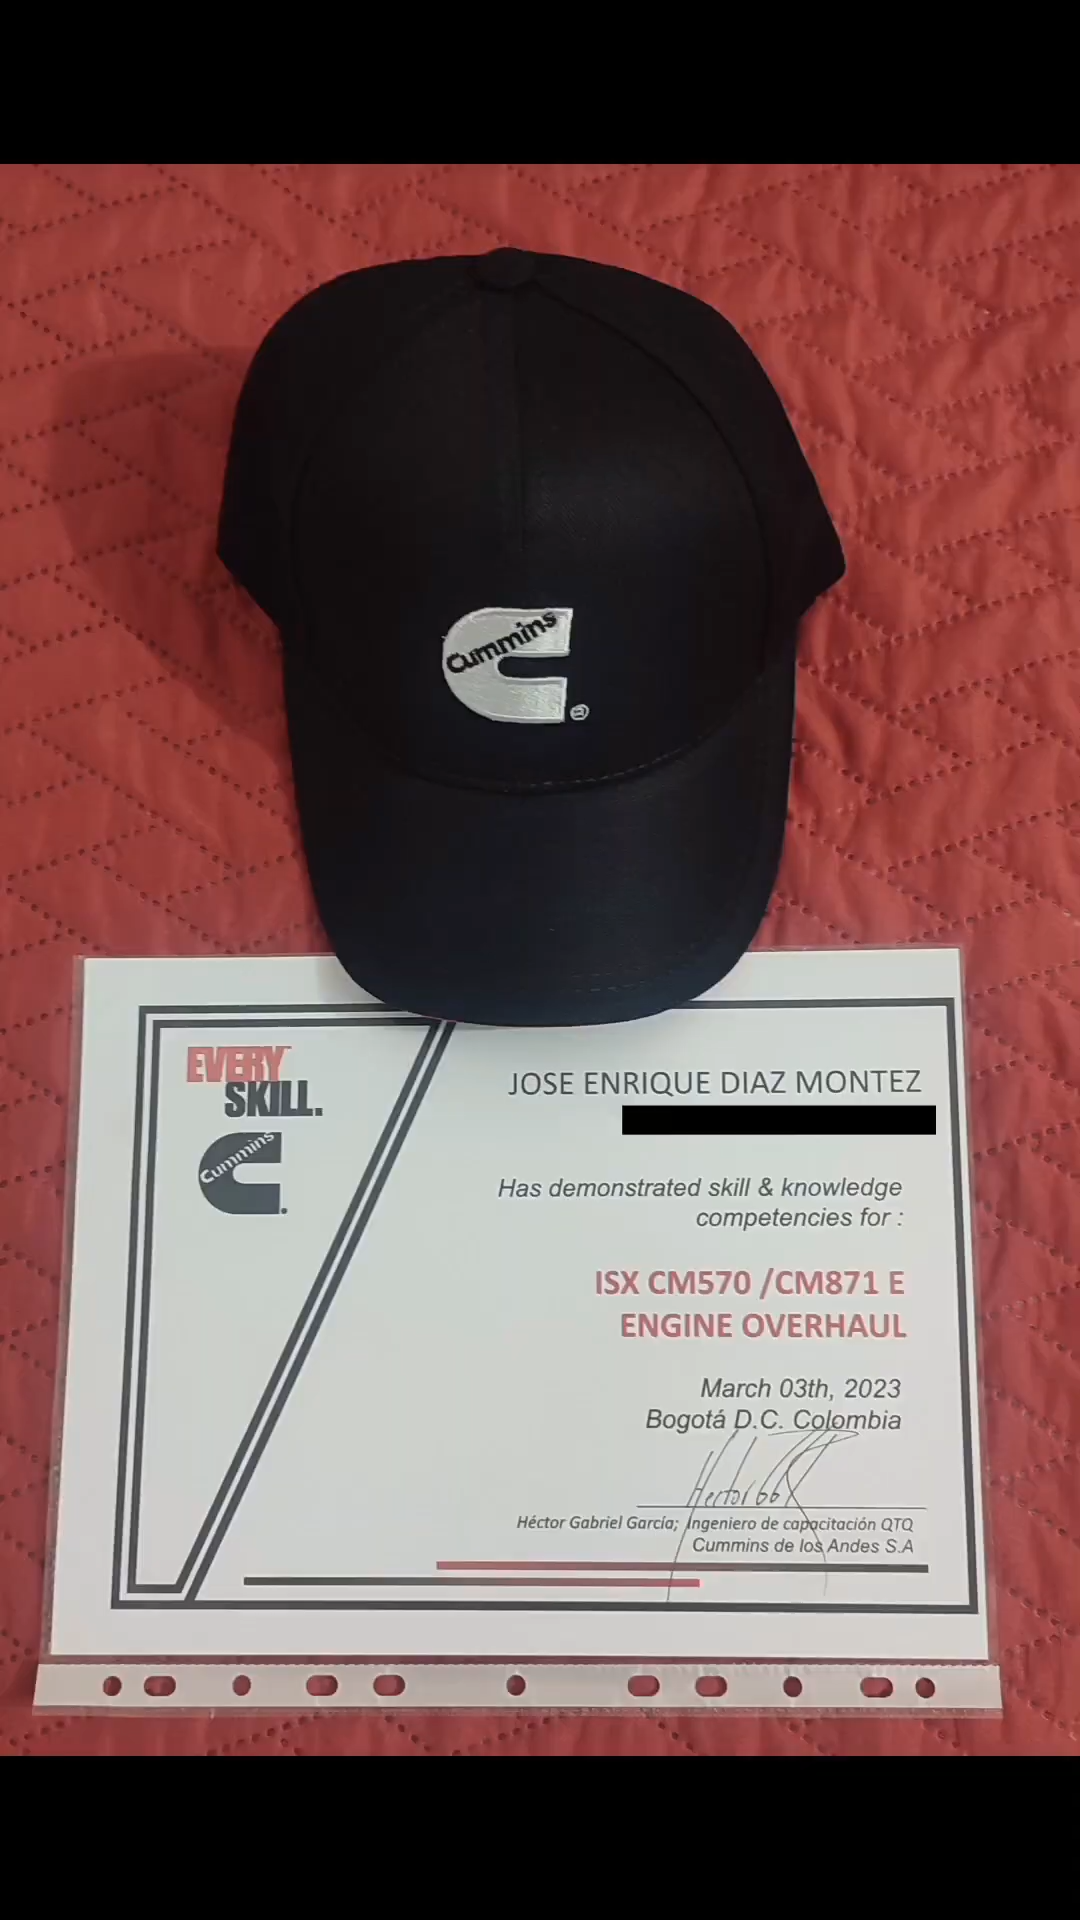 Cummins
EVERY
SKILL.
Cummins
JOSE ENRIQUE DIAZ MONTEZ
Has demonstrated skill & knowledge
competencies for :
ISX CM570 /CM871 E
ENGINE OVERHAUL
March 03th, 2023
Bogotá D.C. Colombia
Héctor Gabriel García; Ingeniero de capacitación QTQ
Cummins de los Andes S.A